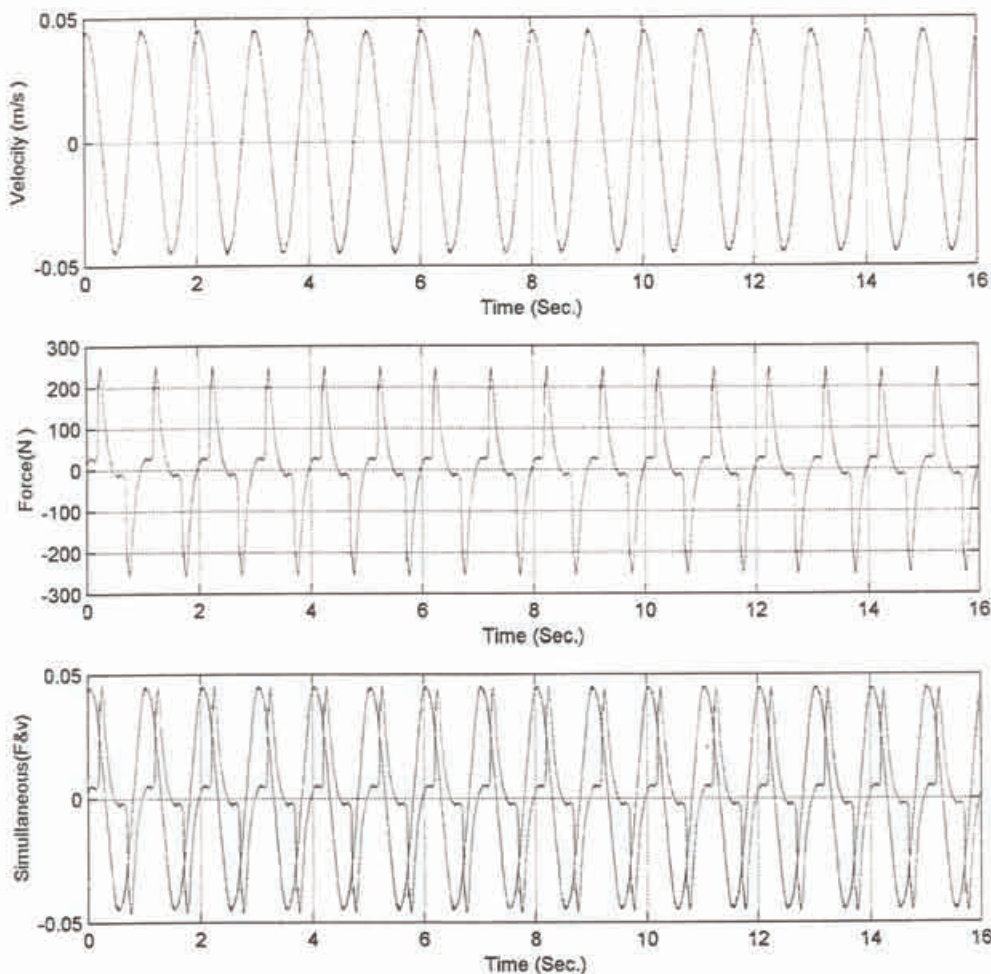 0.05
Velocity (m/s )
0
-0.05
0 2 4 6 8 10 12 14 16
Time (Sec.)
300
200
100
0
-100
-200
-300
Force(N )
0 2 4 6 8 10 12 14 16
Time (Sec.)
0.05
Simultaneous(F&v)
0
-0.05
0 2 4 6 8 10 12 14 16
Time (Sec.)